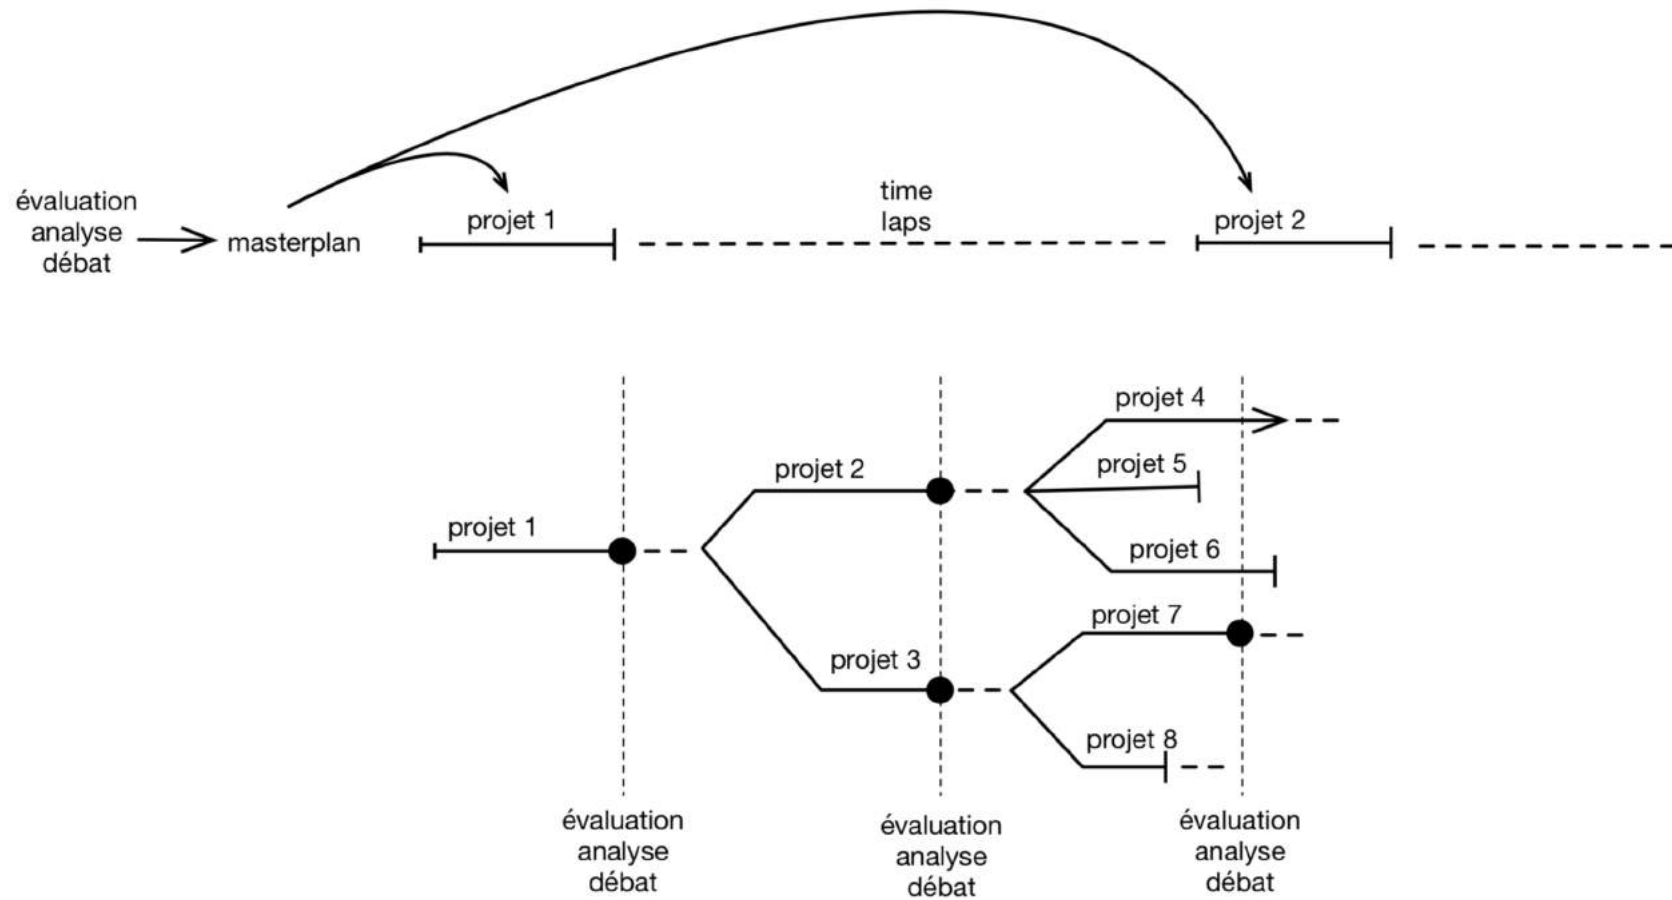 évaluation
analyse
débat
masterplan
projet 1
time
laps
projet 2
projet 4
projet 5
projet 2
projet 1
projet 6
projet 7
projet 3
projet 8
évaluation
analyse
débat
évaluation
analyse
débat
évaluation
analyse
débat